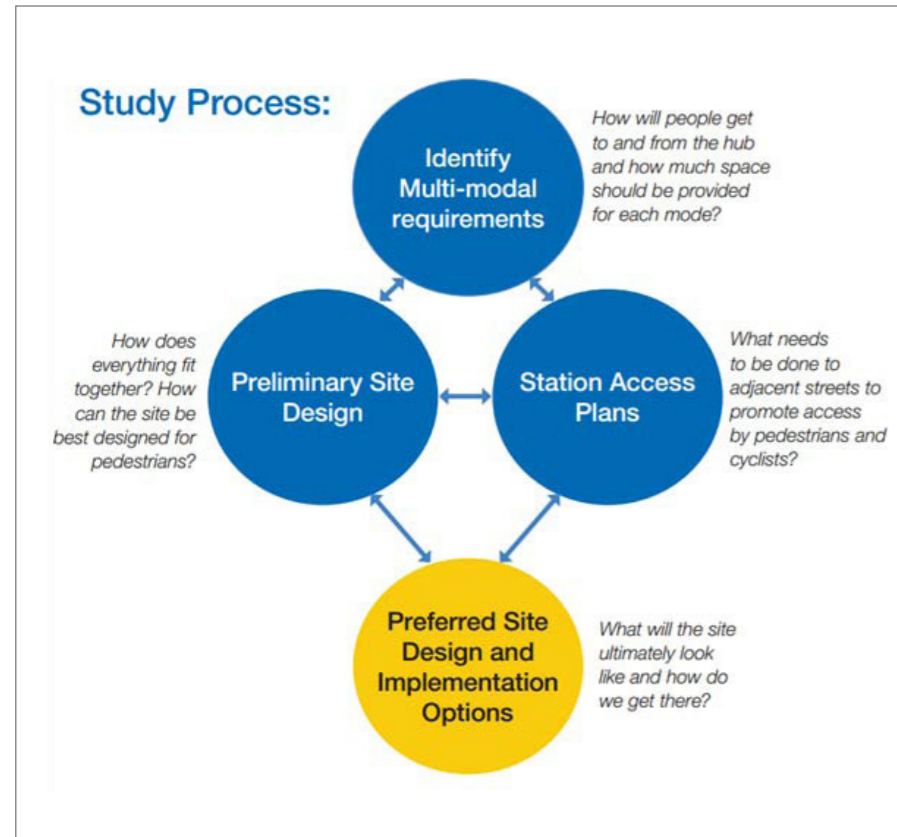 Study Process:
Identify
Multi-modal
requirements
How will people get
to and from the hub
and how much space
should be provided
for each mode?
How does
everything fit
together? How
can the site be
best designed for
pedestrians?
Preliminary Site
Design
Station Access
Plans
What needs
to be done to
adjacent streets to
promote access
by pedestrians and
cyclists?
Preferred Site
Design and
Implementation
Options
What will the site
ultimately look
like and how do
we get there?